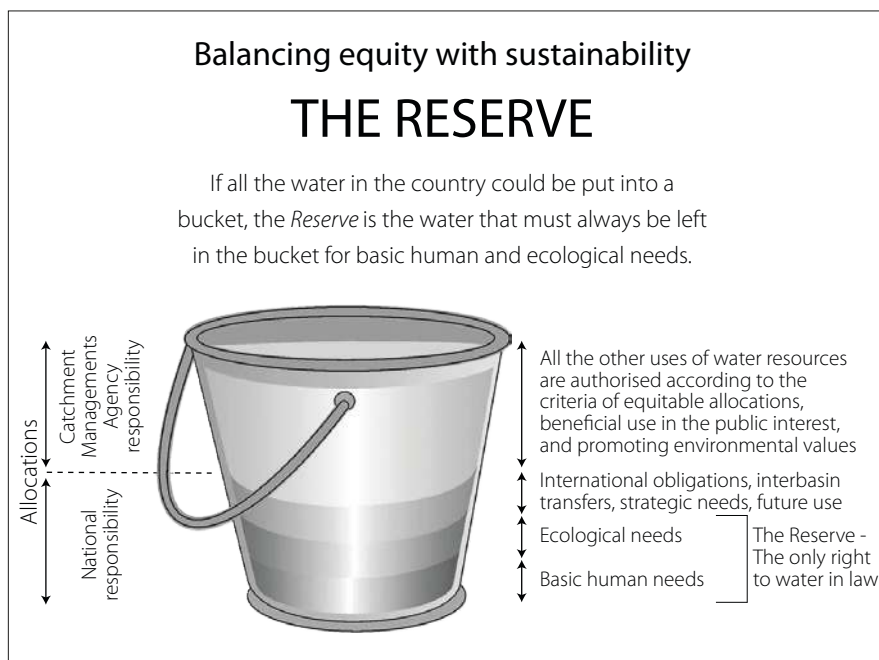 Balancing equity with sustainability
THE RESERVE
If all the water in the country could be put into a
bucket, the Reserve is the water that must always be left
in the bucket for basic human and ecological needs.
Allocations
Catchment
Managements
Agency
responsibility
National
responsibility
All the other uses of water resources
are authorised according to the
criteria of equitable allocations,
beneficial use in the public interest,
and promoting environmental values
International obligations, interbasin
transfers, strategic needs, future use
Ecological needs
Basic human needs
The Reserve -
The only right
to water in law